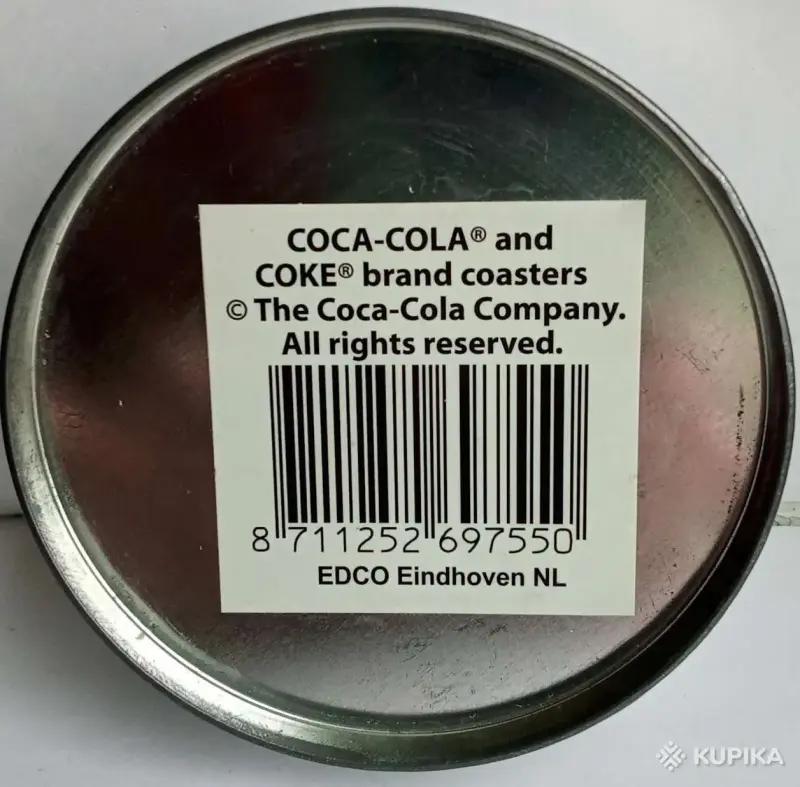 COCA-COLA® and
COKE® brand coasters
© The Coca-Cola Company.
All rights reserved.
8 711252 697550
EDCO Eindhoven NL
KUPIKA